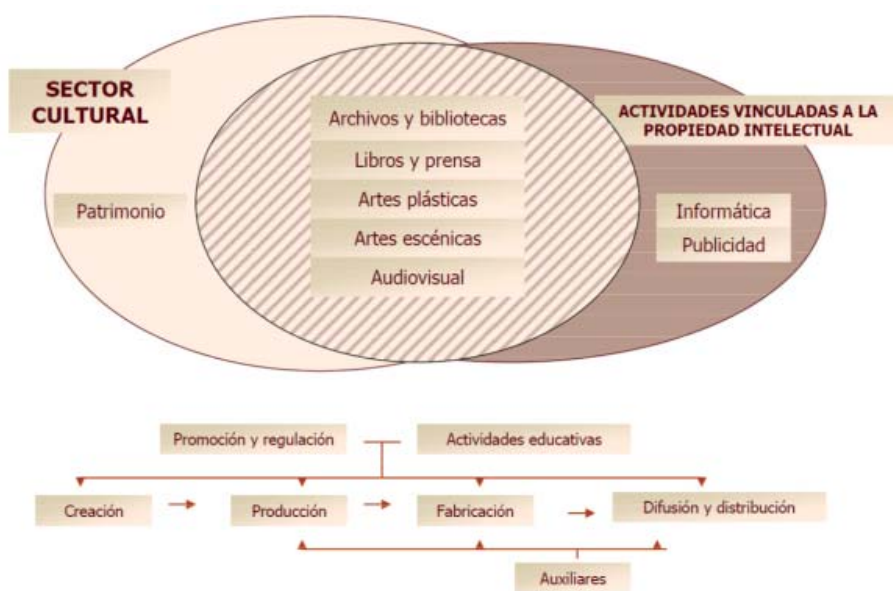 SECTOR
CULTURAL
Archivos y bibliotecas
Libros y prensa
Artes plásticas
Artes escénicas
Audiovisual
ACTIVIDADES VINCULADAS A LA
PROPIEDAD INTELECTUAL
Patrimonio
Informática
Publicidad
Promoción y regulación
Actividades educativas
Creación
Producción
Fabricación
Difusión y distribución
Auxiliares